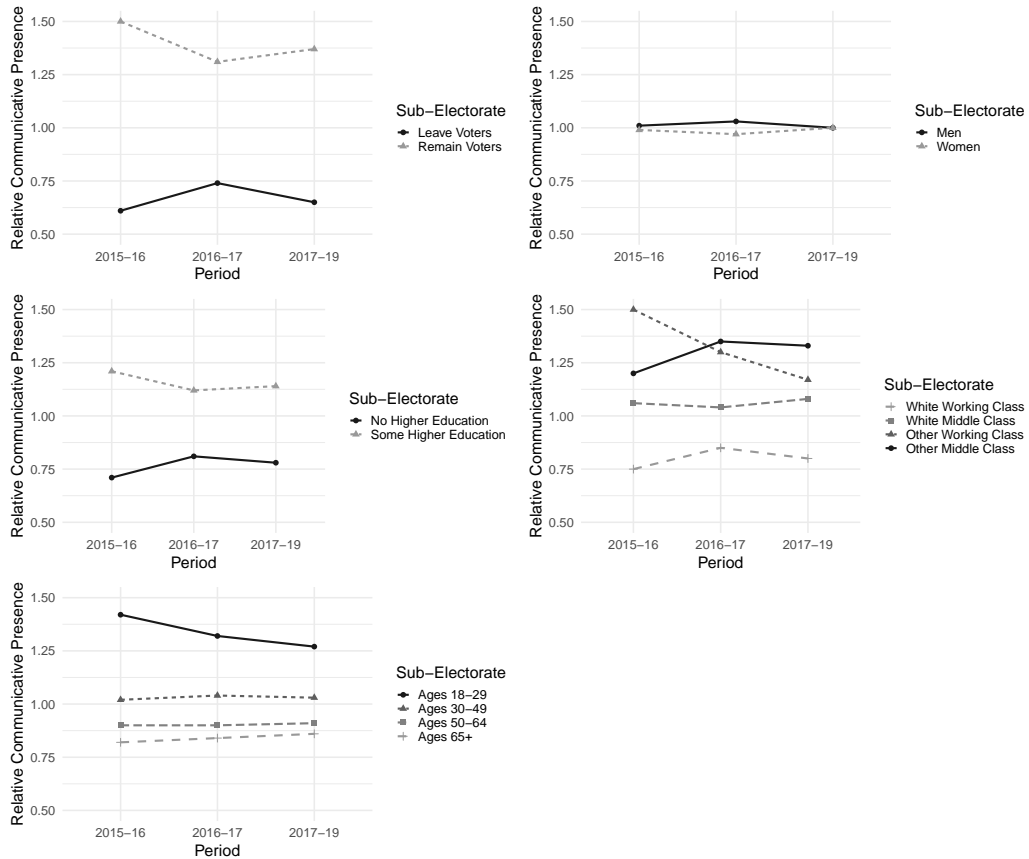 Relative Communicative Presence
1.50
1.25
1.00
0.75
0.50
2015−16
2016−17
2017−19
Period
Sub−Electorate
Leave Voters
Remain Voters
Relative Communicative Presence
1.50
1.25
1.00
0.75
0.50
2015−16
2016−17
2017−19
Period
Sub−Electorate
Men
Women
Relative Communicative Presence
1.50
1.25
1.00
0.75
0.50
2015−16
2016−17
2017−19
Period
Sub−Electorate
No Higher Education
Some Higher Education
Relative Communicative Presence
1.50
1.25
1.00
0.75
0.50
2015−16
2016−17
2017−19
Period
Sub−Electorate
White Working Class
White Middle Class
Other Working Class
Other Middle Class
Relative Communicative Presence
1.50
1.25
1.00
0.75
0.50
2015−16
2016−17
2017−19
Period
Sub−Electorate
Ages 18−29
Ages 30−49
Ages 50−64
Ages 65+